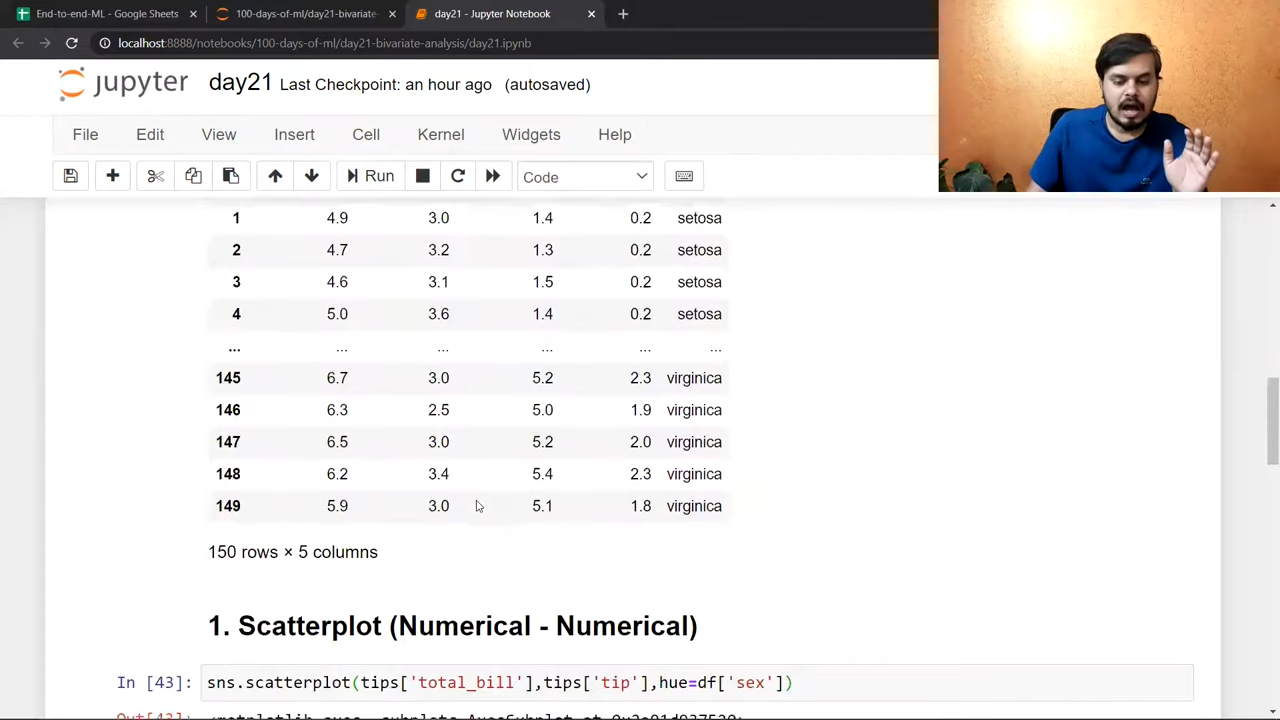 End-to-end-ML - Google Sheets
100-days-of-ml/day21-bivariate
day21 - Jupyter Notebook
localhost:8888/notebooks/100-days-of-ml/day21-bivariate-analysis/day21.ipynb
jupyter day21 Last Checkpoint: an hour ago (autosaved)
File Edit View Insert Cell Kernel Widgets Help
Run Code
1 4.9 3.0 1.4 0.2 setosa
2 4.7 3.2 1.3 0.2 setosa
3 4.6 3.1 1.5 0.2 setosa
4 5.0 3.6 1.4 0.2 setosa
... ... ... ... ... ...
145 6.7 3.0 5.2 2.3 virginica
146 6.3 2.5 5.0 1.9 virginica
147 6.5 3.0 5.2 2.0 virginica
148 6.2 3.4 5.4 2.3 virginica
149 5.9 3.0 5.1 1.8 virginica
150 rows × 5 columns
1. Scatterplot (Numerical - Numerical)
In [43]: sns.scatterplot(tips['total_bill'],tips['tip'],hue=df['sex'])